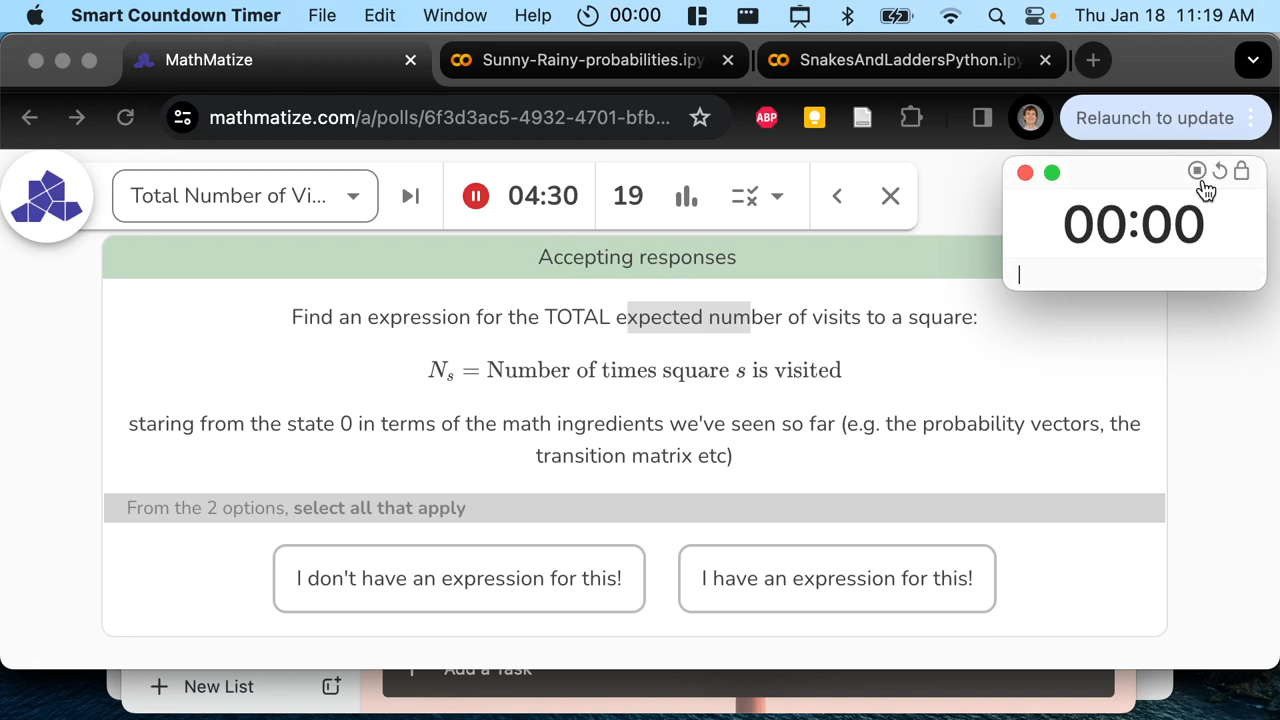 Smart Countdown Timer File Edit Window Help 00:00 Thu Jan 18 11:19 AM
MathMatize Sunny-Rainy-probabilities.ipy SnakesAndLaddersPython.ipy
mathmatize.com/a/polls/6f3d3ac5-4932-4701-bfb... ABP Relaunch to update
Total Number of Vi... 04:30 19
00:00
Accepting responses
Find an expression for the TOTAL expected number of visits to a square:
N_s = Number of times square s is visited
staring from the state 0 in terms of the math ingredients we've seen so far (e.g. the probability vectors, the
transition matrix etc)
From the 2 options, select all that apply
I don't have an expression for this! I have an expression for this!
New List Add a Task